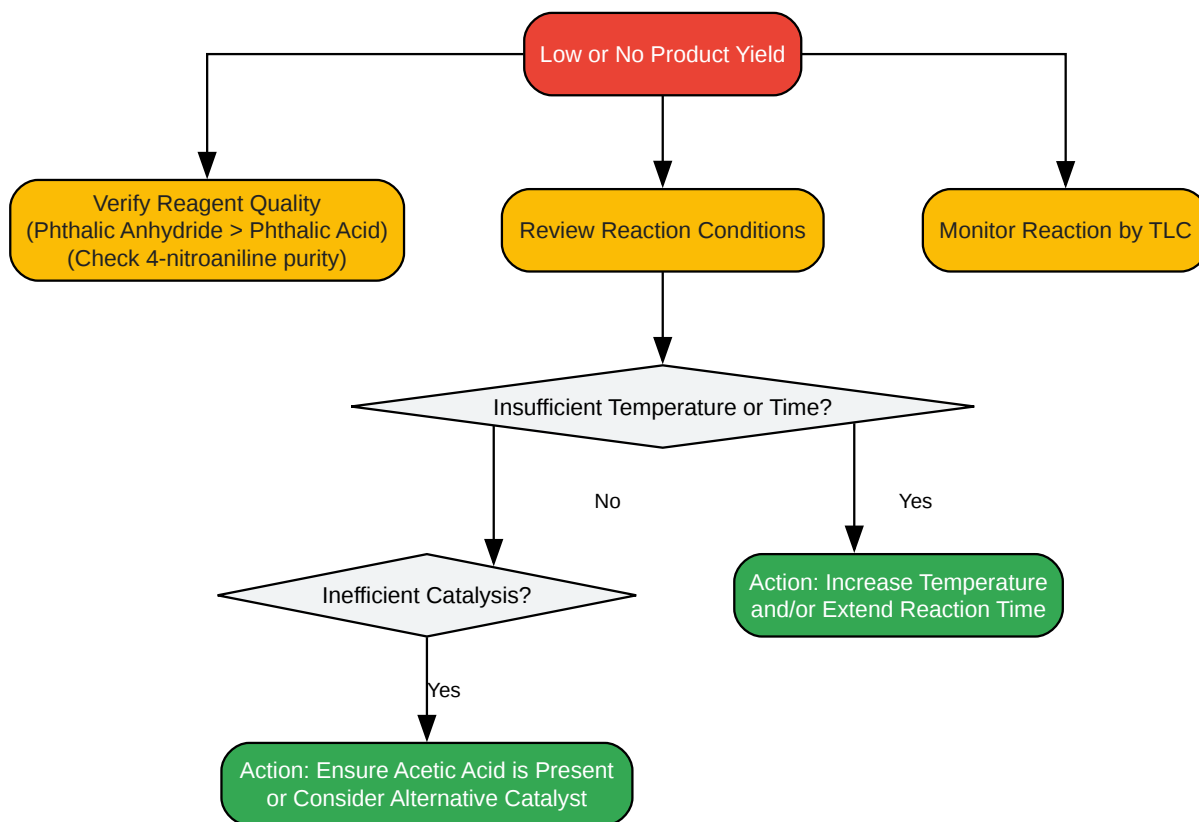 Low or No Product Yield
Verify Reagent Quality
(Phthalic Anhydride > Phthalic Acid)
(Check 4-nitroaniline purity)
Review Reaction Conditions
Monitor Reaction by TLC
Insufficient Temperature or Time?
No
Yes
Inefficient Catalysis?
Action: Increase Temperature
and/or Extend Reaction Time
Yes
Action: Ensure Acetic Acid is Present
or Consider Alternative Catalyst